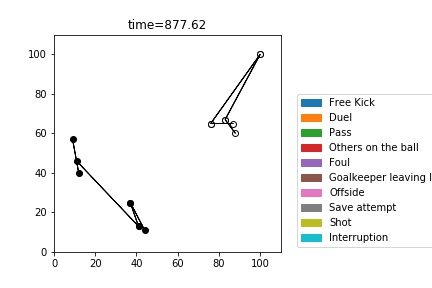 time=877.62
100
80
60
40
20
0
0 20 40 60 80 100
Free Kick
Duel
Pass
Others on the ball
Foul
Goalkeeper leaving l
Offside
Save attempt
Shot
Interruption